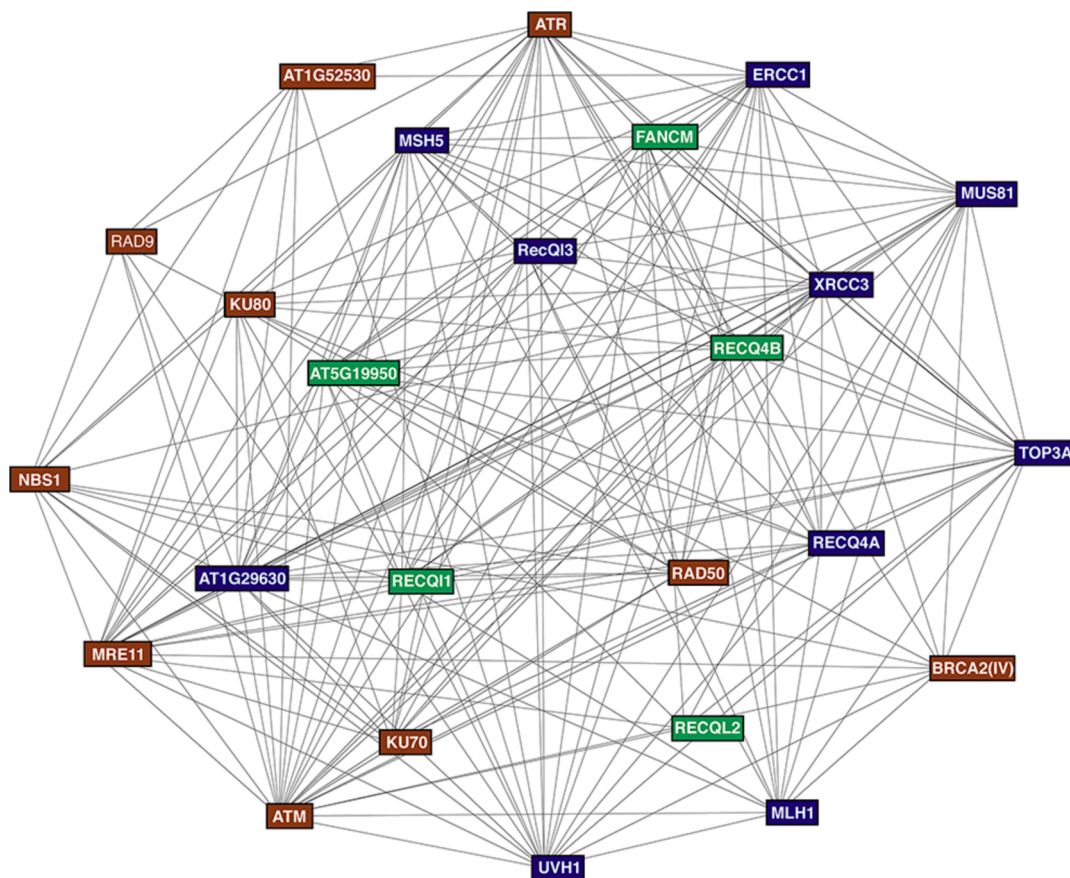 ATR
AT1G52530
ERCC1
MSH5
FANCM
MUS81
RAD9
RecQl3
XRCC3
KU80
RECQ4B
AT5G19950
TOP3A
NBS1
RECQ4A
AT1G29630
RECQl1
RAD50
MRE11
BRCA2(IV)
RECQL2
KU70
ATM
MLH1
UVH1